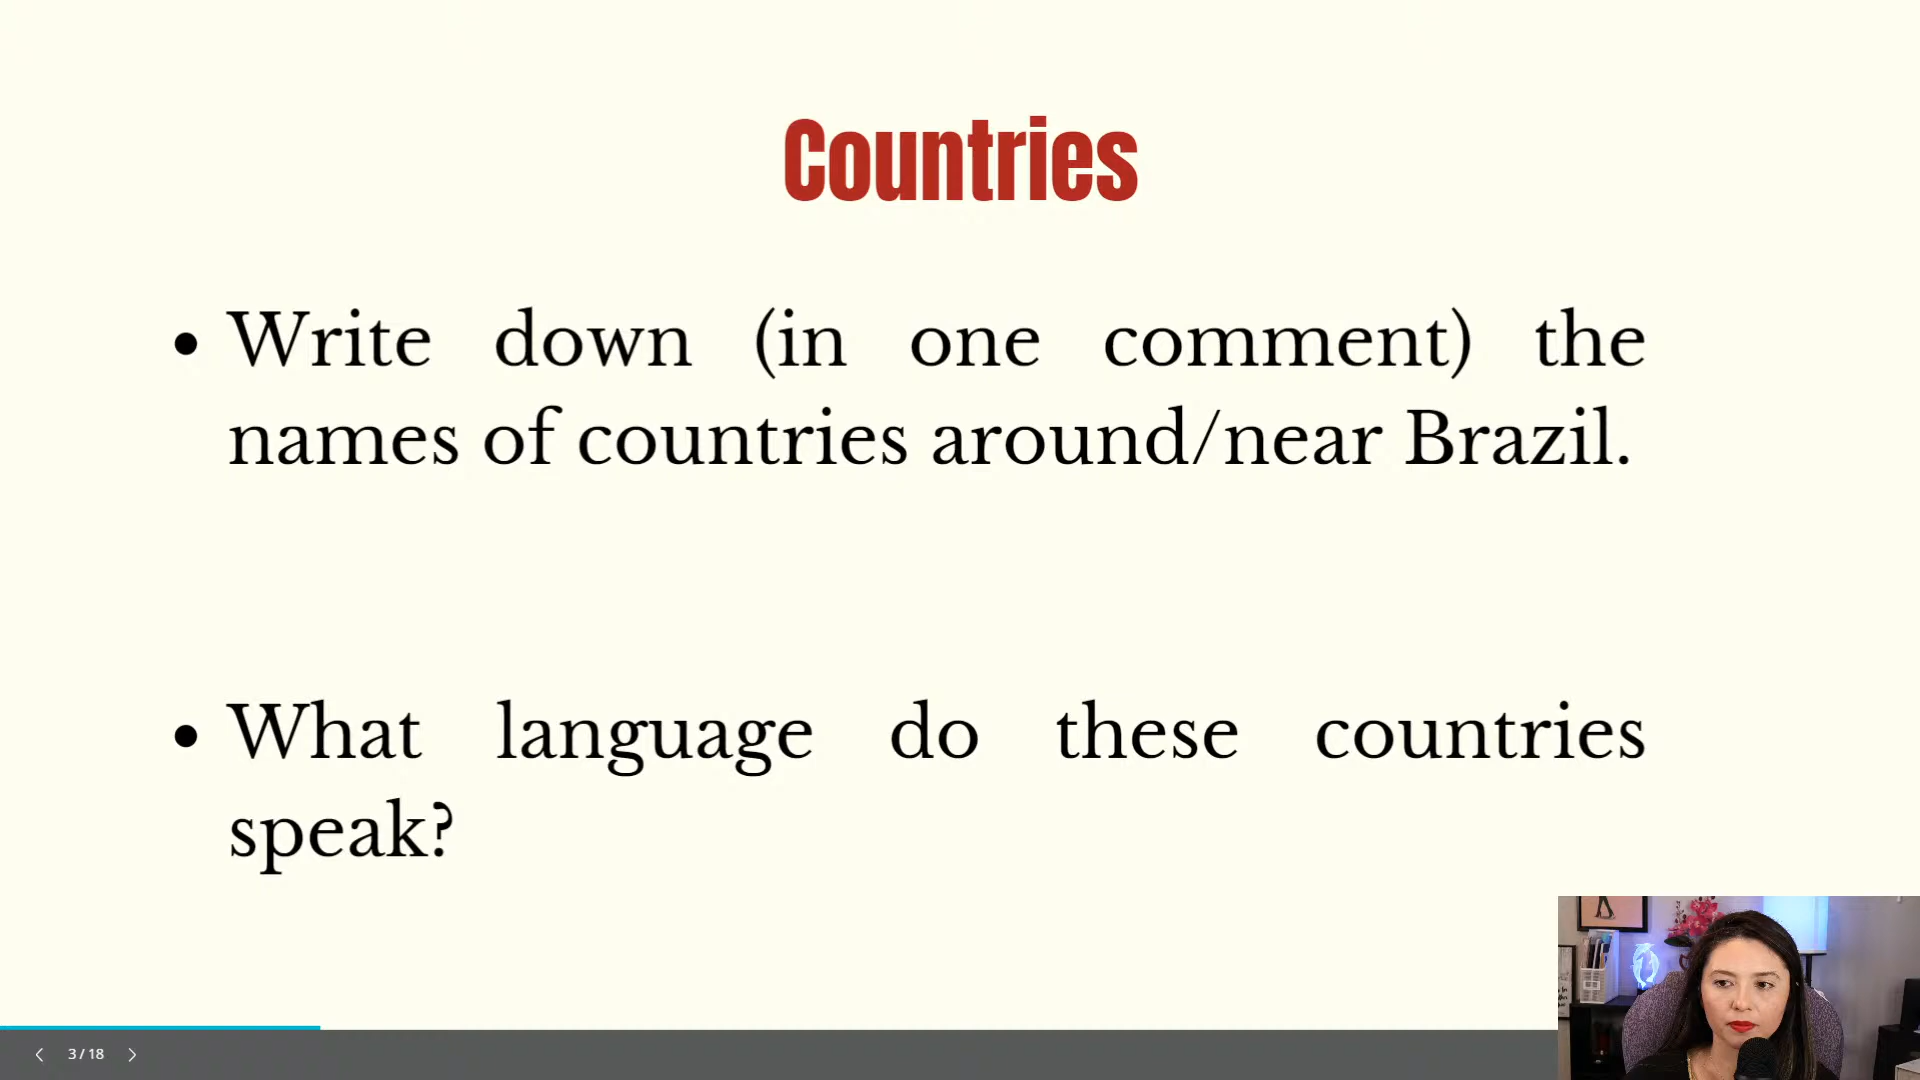 Countries
• Write down (in one comment) the
names of countries around/near Brazil.
• What language do these countries
speak?
3 / 18